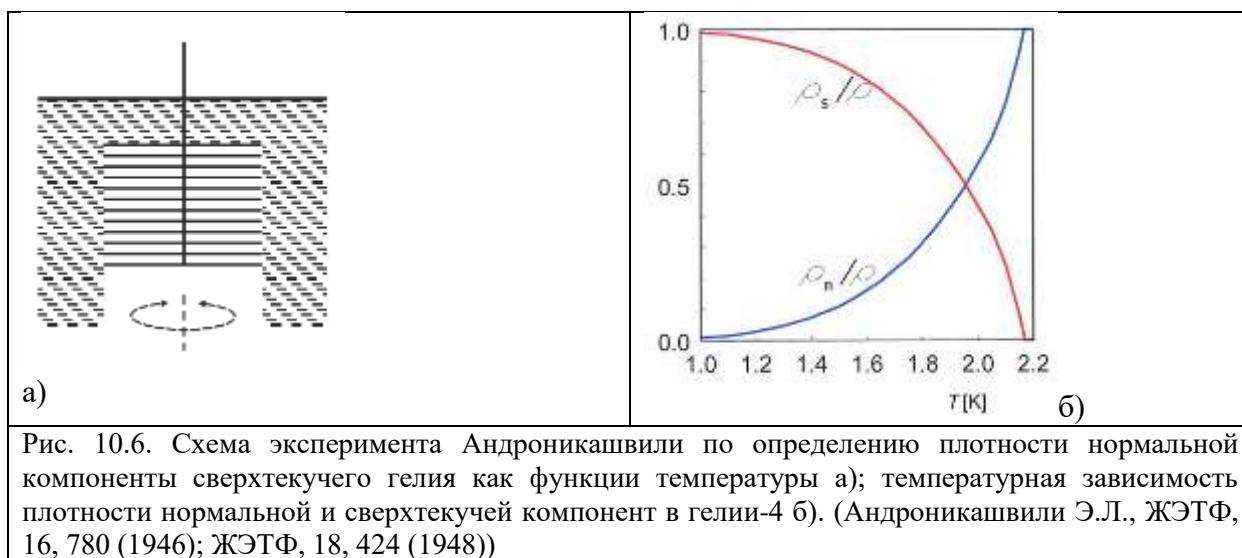 а)
1.0
0.5
0.0
ρs/ρ
ρn/ρ
1.0 1.2 1.4 1.6 1.8 2.0 2.2
T[K]
б)
Рис. 10.6. Схема эксперимента Андроникашвили по определению плотности нормальной
компоненты сверхтекучего гелия как функции температуры а); температурная зависимость
плотности нормальной и сверхтекучей компонент в гелии-4 б). (Андроникашвили Э.Л., ЖЭТФ,
16, 780 (1946); ЖЭТФ, 18, 424 (1948))